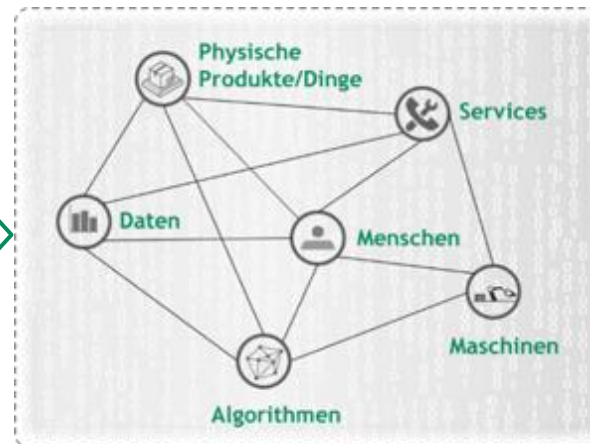 Physische
Produkte/Dinge
Services
Daten
Menschen
Maschinen
Algorithmen